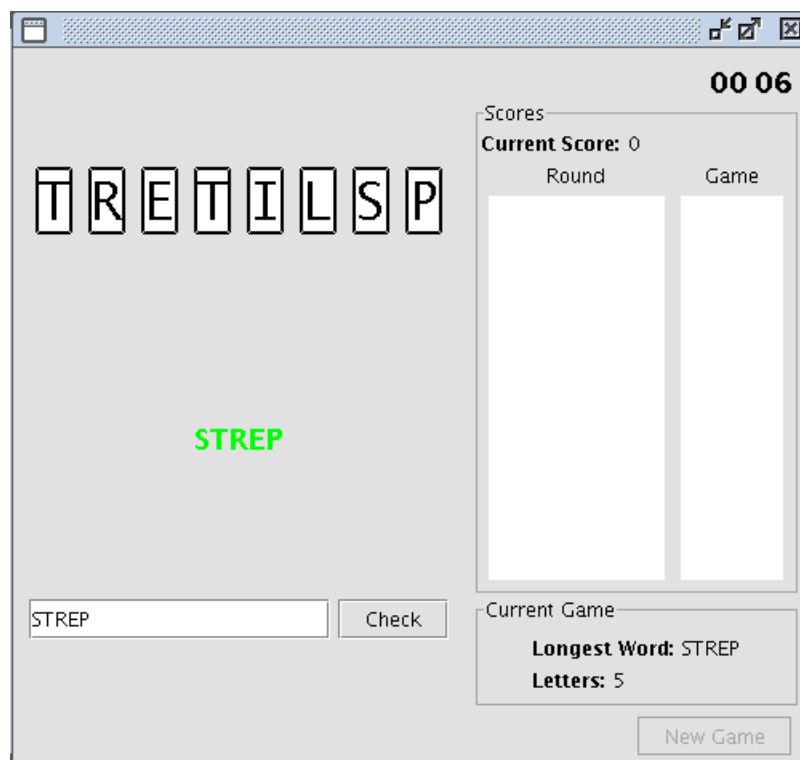 00 06
Scores
Current Score: 0
Round Game
T R E T I L S P
STREP
STREP Check
Current Game
Longest Word: STREP
Letters: 5
New Game